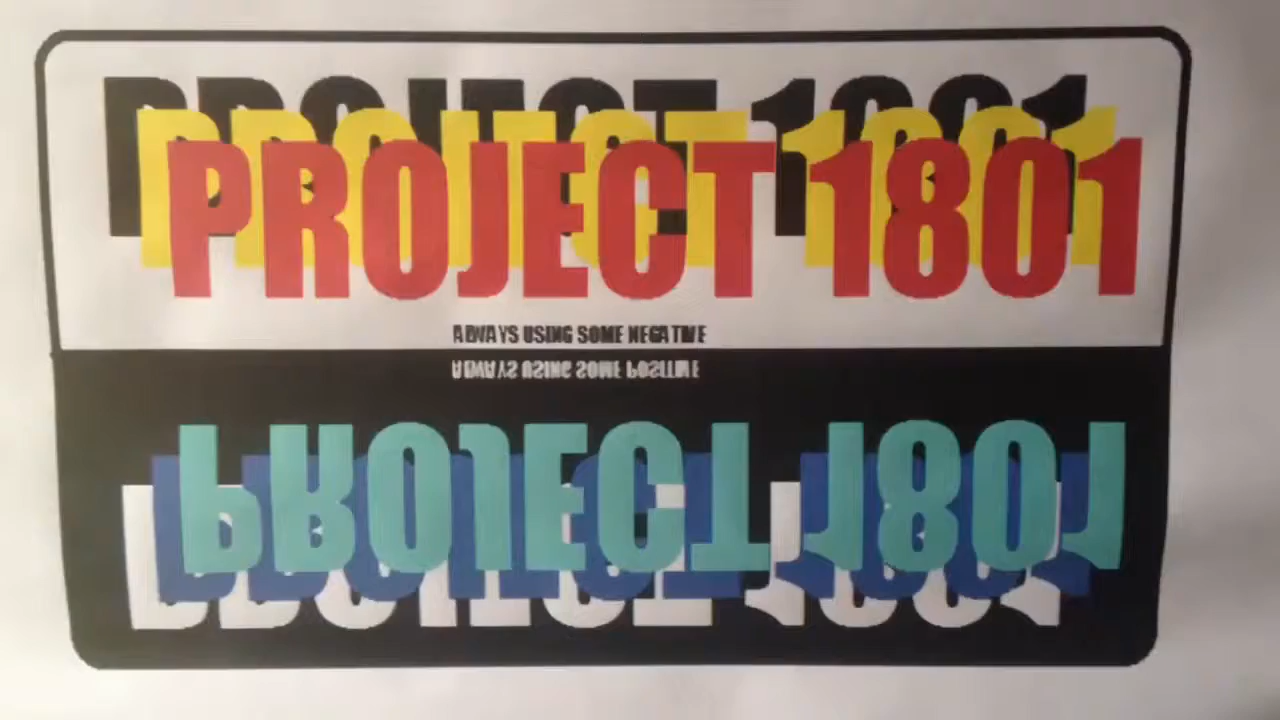 PROJECT 1801
ALWAYS USING SOME NEGATIVE
ALWAYS USING SOME POSITIVE
PROJECT 1801